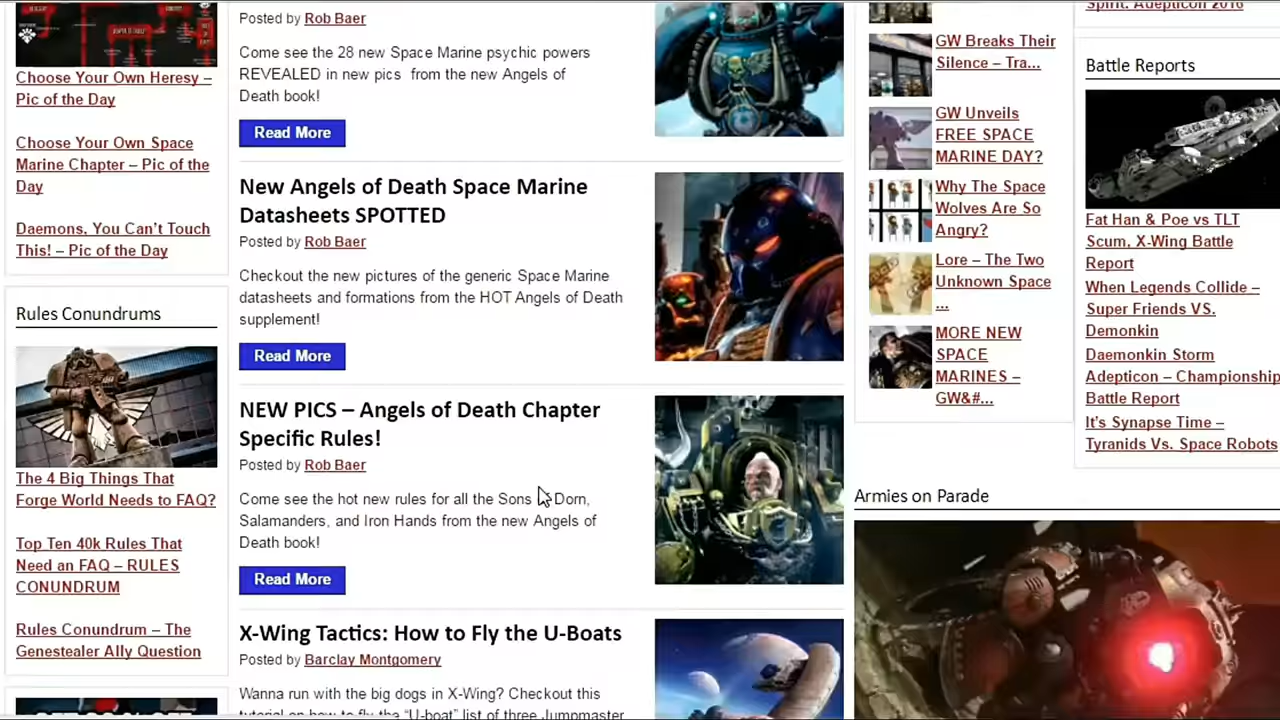 Choose Your Own Heresy –
Pic of the Day
Choose Your Own Space
Marine Chapter – Pic of the
Day
Daemons, You Can't Touch
This! – Pic of the Day
Rules Conundrums
The 4 Big Things That
Forge World Needs to FAQ?
Top Ten 40k Rules That
Need an FAQ – RULES
CONUNDRUM
Rules Conundrum – The
Genestealer Ally Question
Posted by Rob Baer
Come see the 28 new Space Marine psychic powers
REVEALED in new pics from the new Angels of
Death book!
Read More
New Angels of Death Space Marine
Datasheets SPOTTED
Posted by Rob Baer
Checkout the new pictures of the generic Space Marine
datasheets and formations from the HOT Angels of Death
supplement!
Read More
NEW PICS – Angels of Death Chapter
Specific Rules!
Posted by Rob Baer
Come see the hot new rules for all the Sons Dorn,
Salamanders, and Iron Hands from the new Angels of
Death book!
Read More
X-Wing Tactics: How to Fly the U-Boats
Posted by Barclay Montgomery
Wanna run with the big dogs in X-Wing? Checkout this
tutorial on how to fly the "U-boat" list of three Jumpmaster
GW Breaks Their
Silence – Tra...
GW Unveils
FREE SPACE
MARINE DAY?
Why The Space
Wolves Are So
Angry?
Lore – The Two
Unknown Space
...
MORE NEW
SPACE
MARINES –
GW&#...
Spirit: Adepticon 2016
Battle Reports
Fat Han & Poe vs TLT
Scum, X-Wing Battle
Report
When Legends Collide –
Super Friends VS.
Demonkin
Daemonkin Storm
Adepticon – Championship
Battle Report
It's Synapse Time –
Tyranids Vs. Space Robots
Armies on Parade